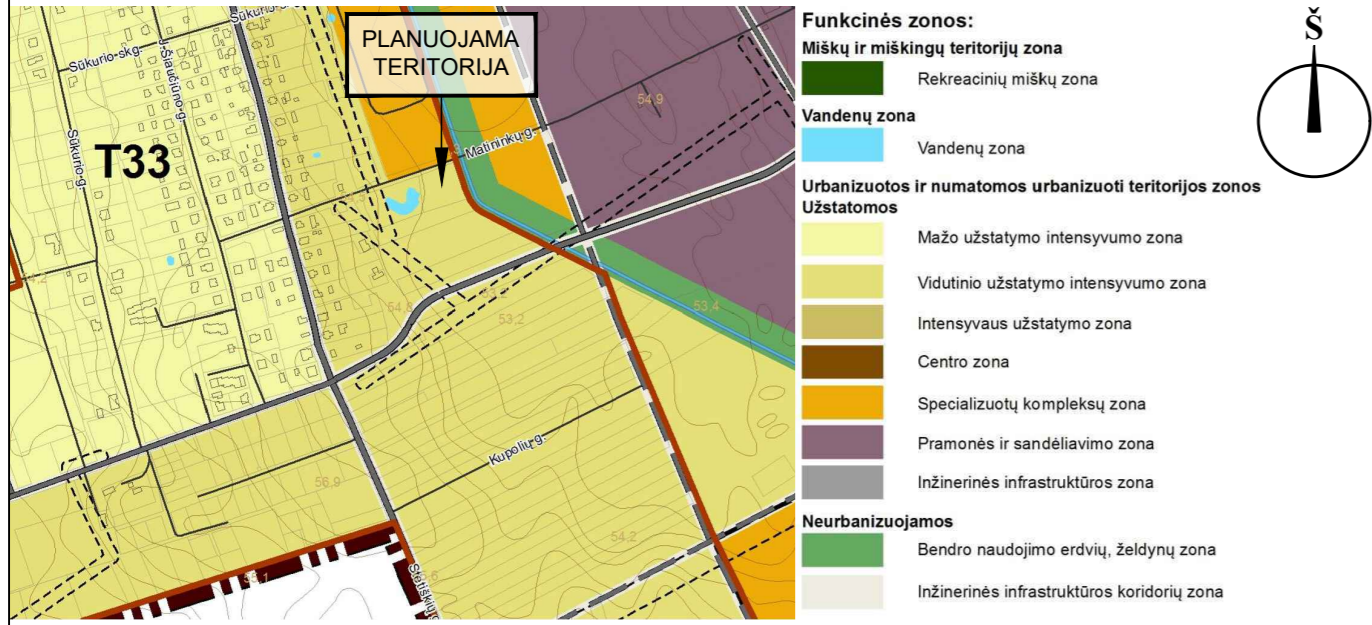 Sūkurio-skg.
J.Šlaučiūno-g.
Sūkurio-g.
T33
PLANUOJAMA
TERITORIJA
Matininkų g.
54,9
53,2
53,2
53,4
Kupolių g.
56,9
54,2
Funkcinės zonos:
Miškų ir miškingų teritorijų zona
Rekreacinių miškų zona
Vandenų zona
Vandenų zona
Urbanizuotos ir numatomos urbanizuoti teritorijos zonos
Užstatomos
Mažo užstatymo intensyvumo zona
Vidutinio užstatymo intensyvumo zona
Intensyvaus užstatymo zona
Centro zona
Specializuotų kompleksų zona
Pramonės ir sandėliavimo zona
Inžinerinės infrastruktūros zona
Neurbanizuojamos
Bendro naudojimo erdvių, želdynų zona
Inžinerinės infrastruktūros koridorių zona
Š